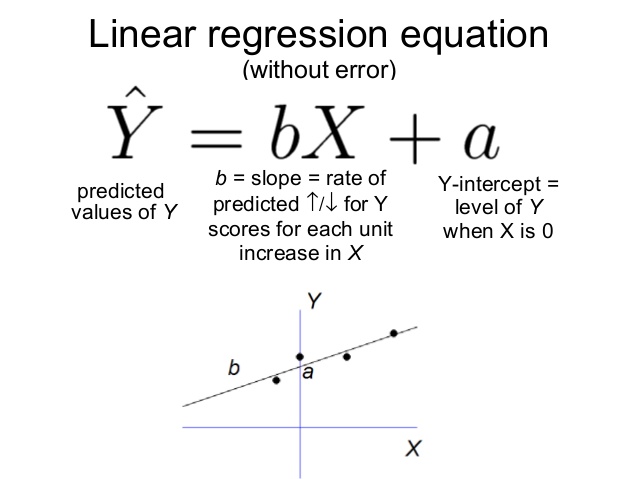 Linear regression equation
(without error)
Ŷ = bX + a
predicted
values of Y
b = slope = rate of
predicted ↑/↓ for Y
scores for each unit
increase in X
Y-intercept =
level of Y
when X is 0
Y
b
a
X